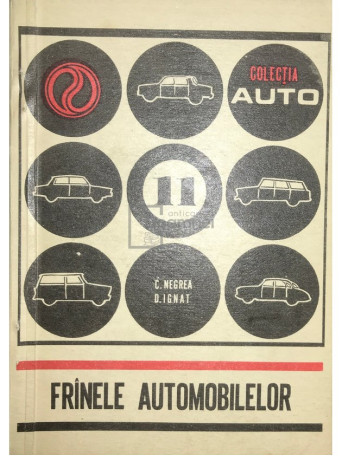 COLECȚIA
AUTO
11
C. NEGREA
D. IGNAT
FRÎNELE AUTOMOBILELOR